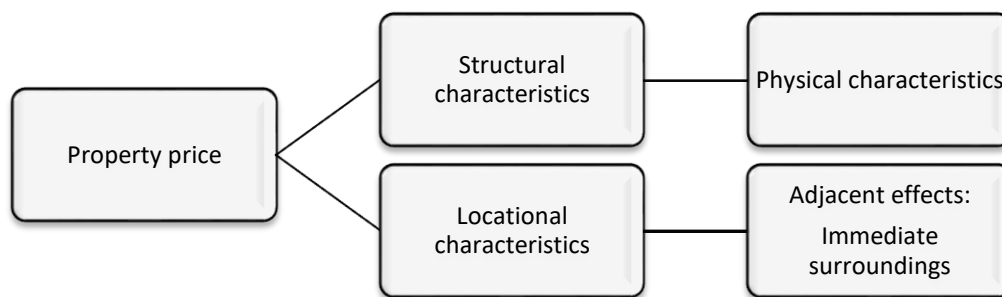 Property price
Structural
characteristics
Physical characteristics
Locational
characteristics
Adjacent effects:
Immediate
surroundings